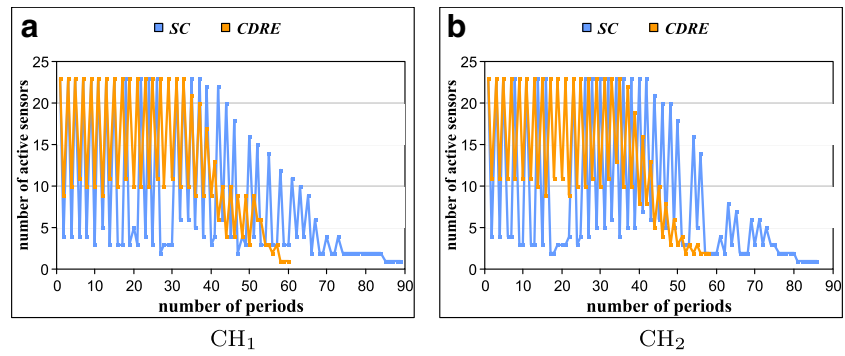 a
SC CDRE
number of active sensors
25
20
15
10
5
0
0 10 20 30 40 50 60 70 80 90
number of periods
CH1
b
SC CDRE
number of active sensors
25
20
15
10
5
0
0 10 20 30 40 50 60 70 80 90
number of periods
CH2